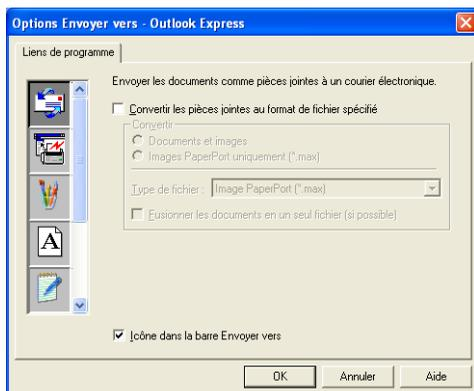 Options Envoyer vers - Outlook Express
Liens de programme
Envoyer les documents comme pièces jointes à un courier électronique.
Convertir les pièces jointes au format de fichier spécifié
Convertir
Documents et images
Images PaperPort uniquement (*.max)
Type de fichier : Image PaperPort (*.max)
Fusionner les documents en un seul fichier (si possible)
A
Icône dans la barre Envoyer vers
OK Annuler Aide